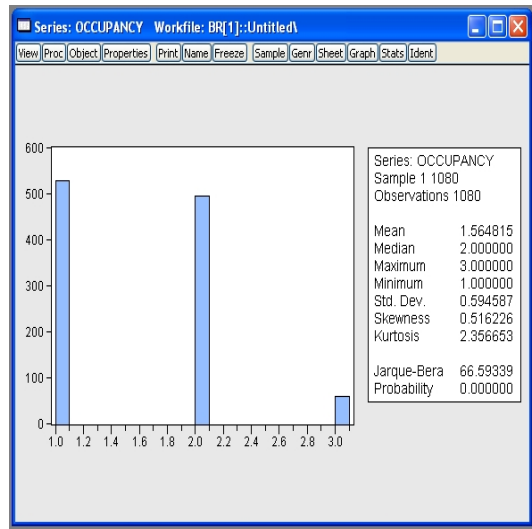 Series: OCCUPANCY Workfile: BR[1]::Untitled\
View Proc Object Properties Print Name Freeze Sample Genr Sheet Graph Stats Ident
600
500
400
300
200
100
0
1.0 1.2 1.4 1.6 1.8 2.0 2.2 2.4 2.6 2.8 3.0
Series: OCCUPANCY
Sample 1 1080
Observations 1080
Mean 1.564815
Median 2.000000
Maximum 3.000000
Minimum 1.000000
Std. Dev. 0.594587
Skewness 0.516226
Kurtosis 2.356653
Jarque-Bera 66.59339
Probability 0.000000